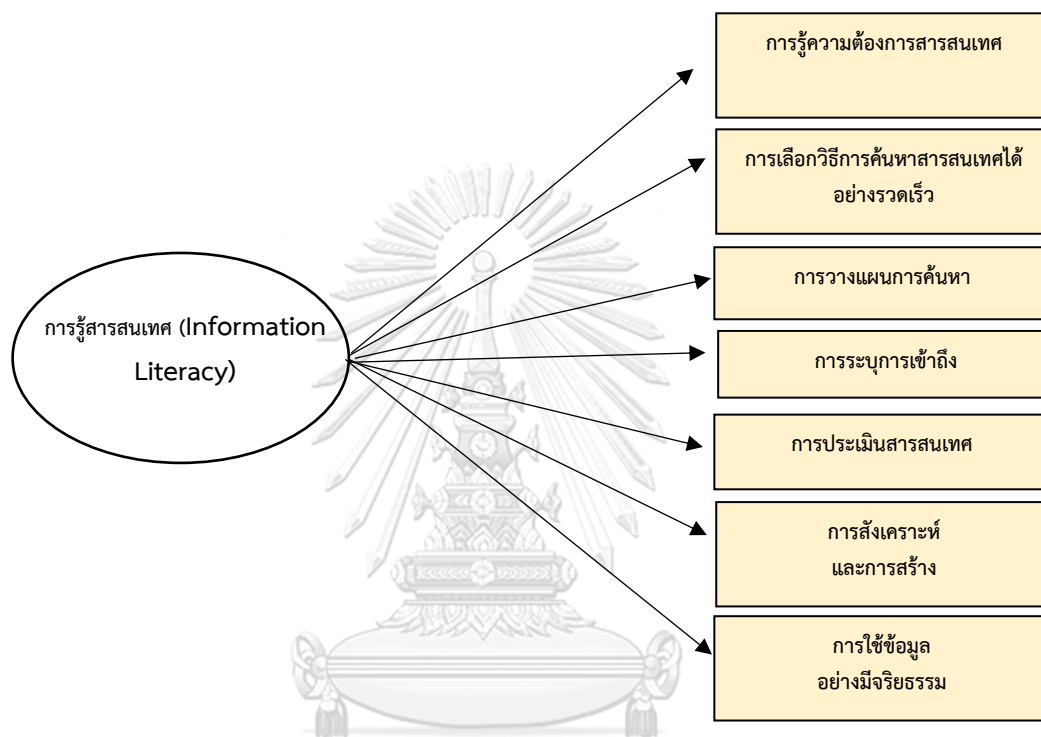 การรู้ความต้องการสารสนเทศ
การเลือกวิธีการค้นหาสารสนเทศได้
อย่างรวดเร็ว
การวางแผนการค้นหา
การรู้สารสนเทศ (Information
Literacy)
การระบุการเข้าถึง
การประเมินสารสนเทศ
การสังเคราะห์
และการสร้าง
การใช้ข้อมูล
อย่างมีจริยธรรม